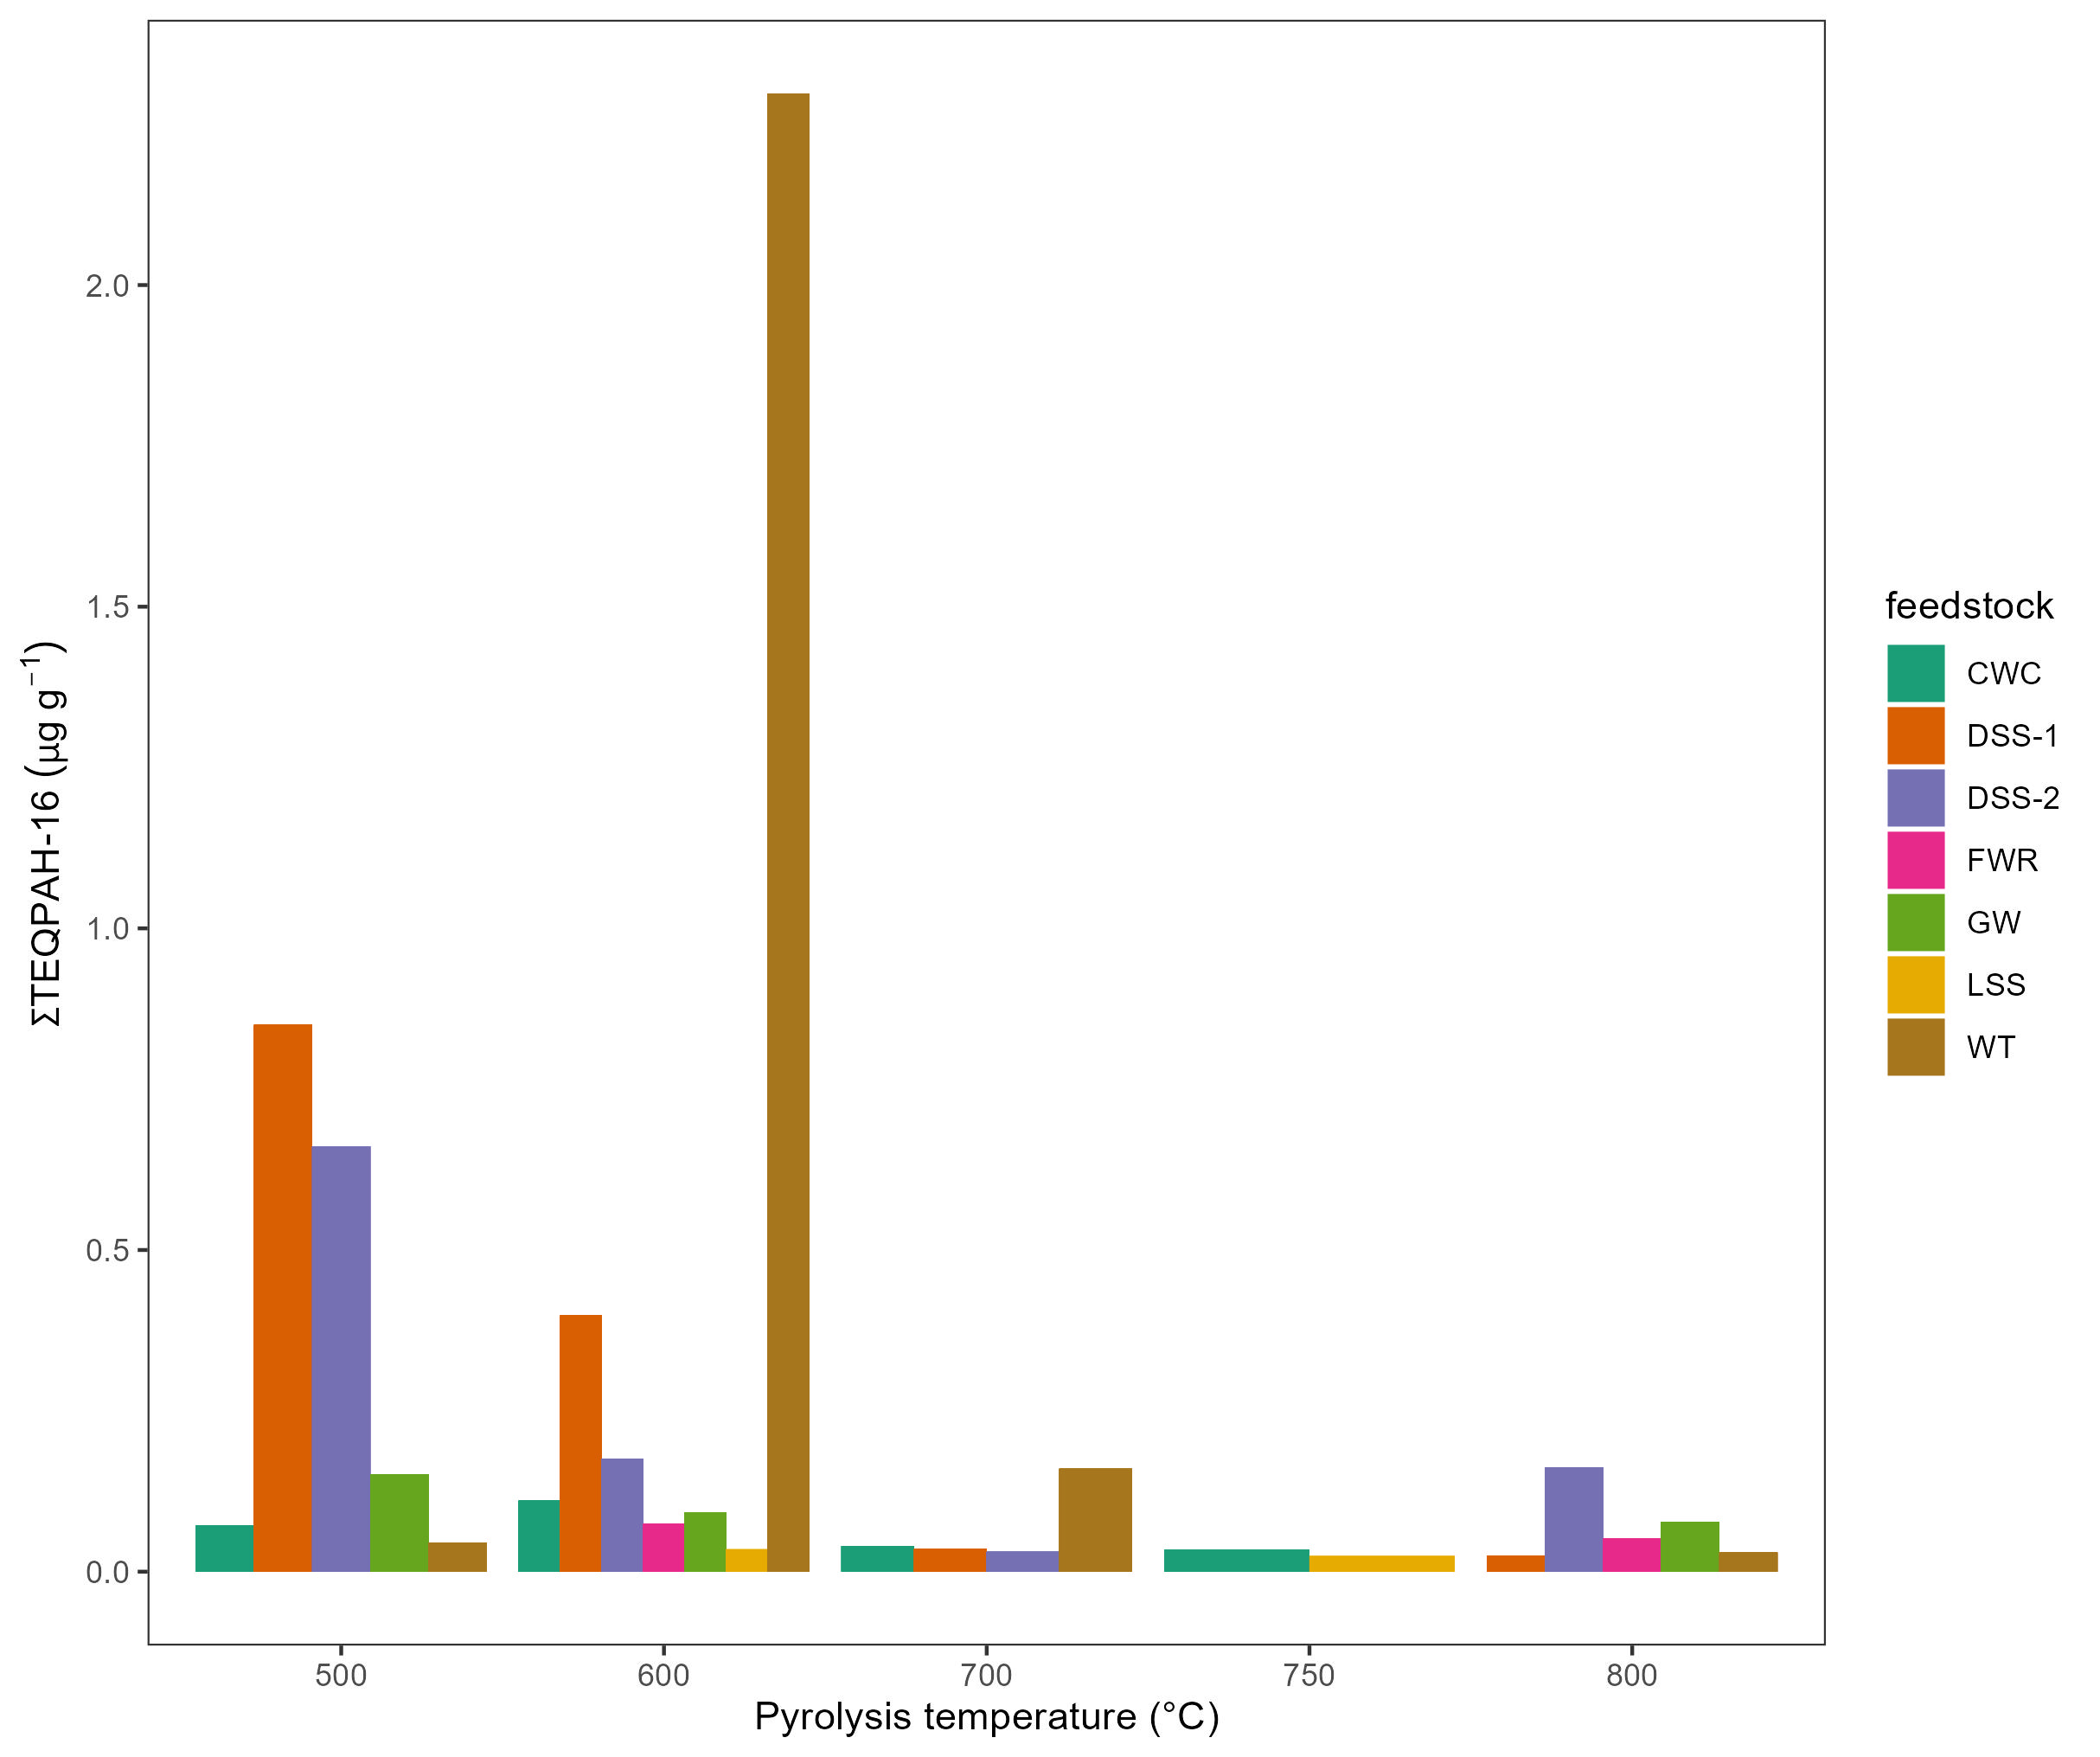 ΣTEQPAH-16 (µg g⁻¹)
2.0
1.5
1.0
0.5
0.0
500 600 700 750 800
Pyrolysis temperature (°C)
feedstock
CWC
DSS-1
DSS-2
FWR
GW
LSS
WT